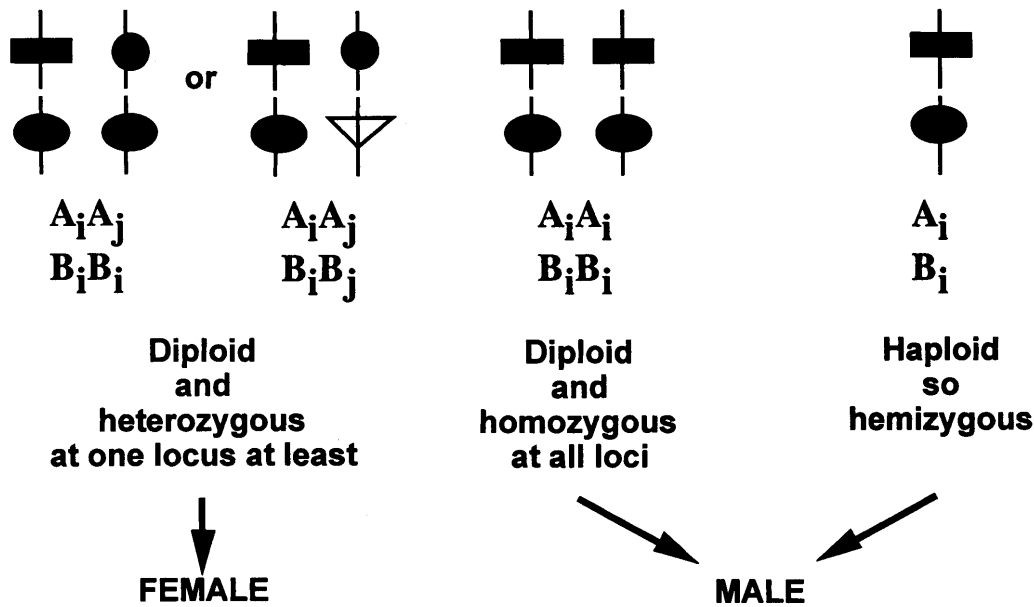 or
AiAj
BiBi
AiAj
BiBj
AiAi
BiBi
Ai
Bi
Diploid
and
heterozygous
at one locus at least
Diploid
and
homozygous
at all loci
Haploid
so
hemizygous
FEMALE
MALE